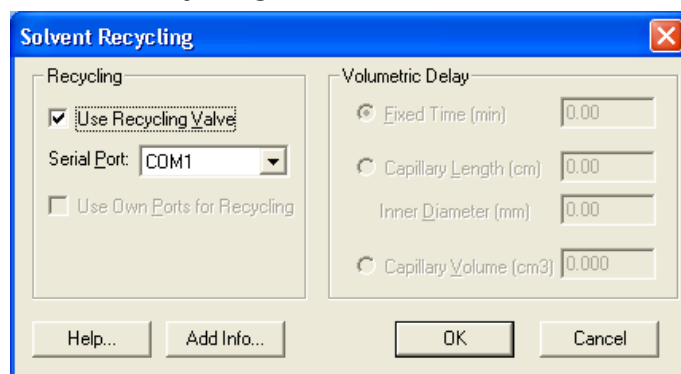 Solvent Recycling
Recycling
Use Recycling Valve
Serial Port: COM1
Use Own Ports for Recycling
Volumetric Delay
Fixed Time (min) 0.00
Capillary Length (cm) 0.00
Inner Diameter (mm) 0.00
Capillary Volume (cm3) 0.000
Help... Add Info... OK Cancel